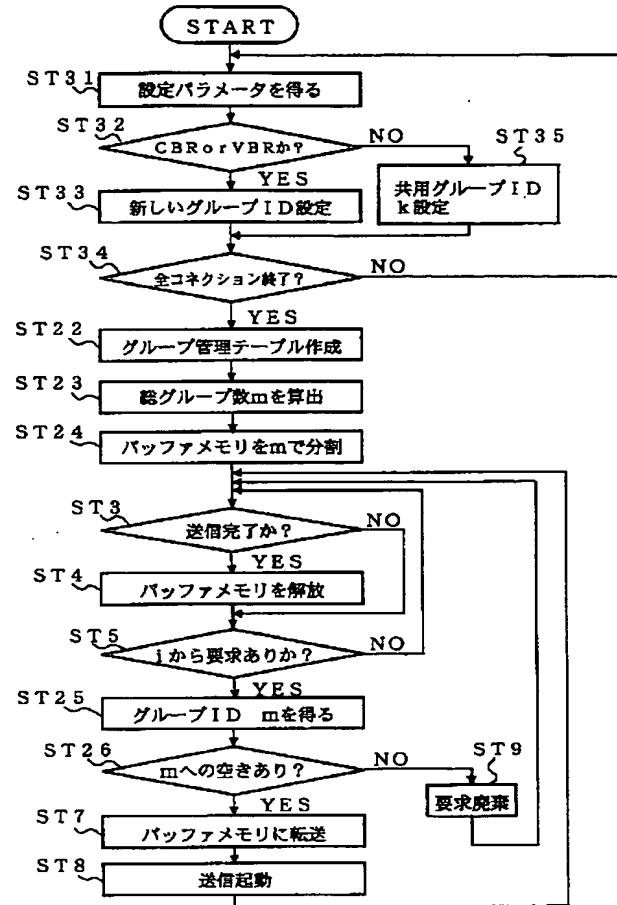 START
ST31
設定パラメータを得る
ST32
CBRorVBRか?
NO
ST35
YES
ST33
新しいグループID設定
共用グループID
k設定
ST34
全コネクション終了?
NO
YES
ST22
グループ管理テーブル作成
ST23
総グループ数mを算出
ST24
バッファメモリをmで分割
ST3
送信完了か?
NO
YES
ST4
バッファメモリを解放
ST5
jから要求ありか?
NO
YES
ST25
グループID mを得る
ST26
mへの空きあり?
NO
ST9
YES
要求廃棄
ST7
バッファメモリに転送
ST8
送信起動